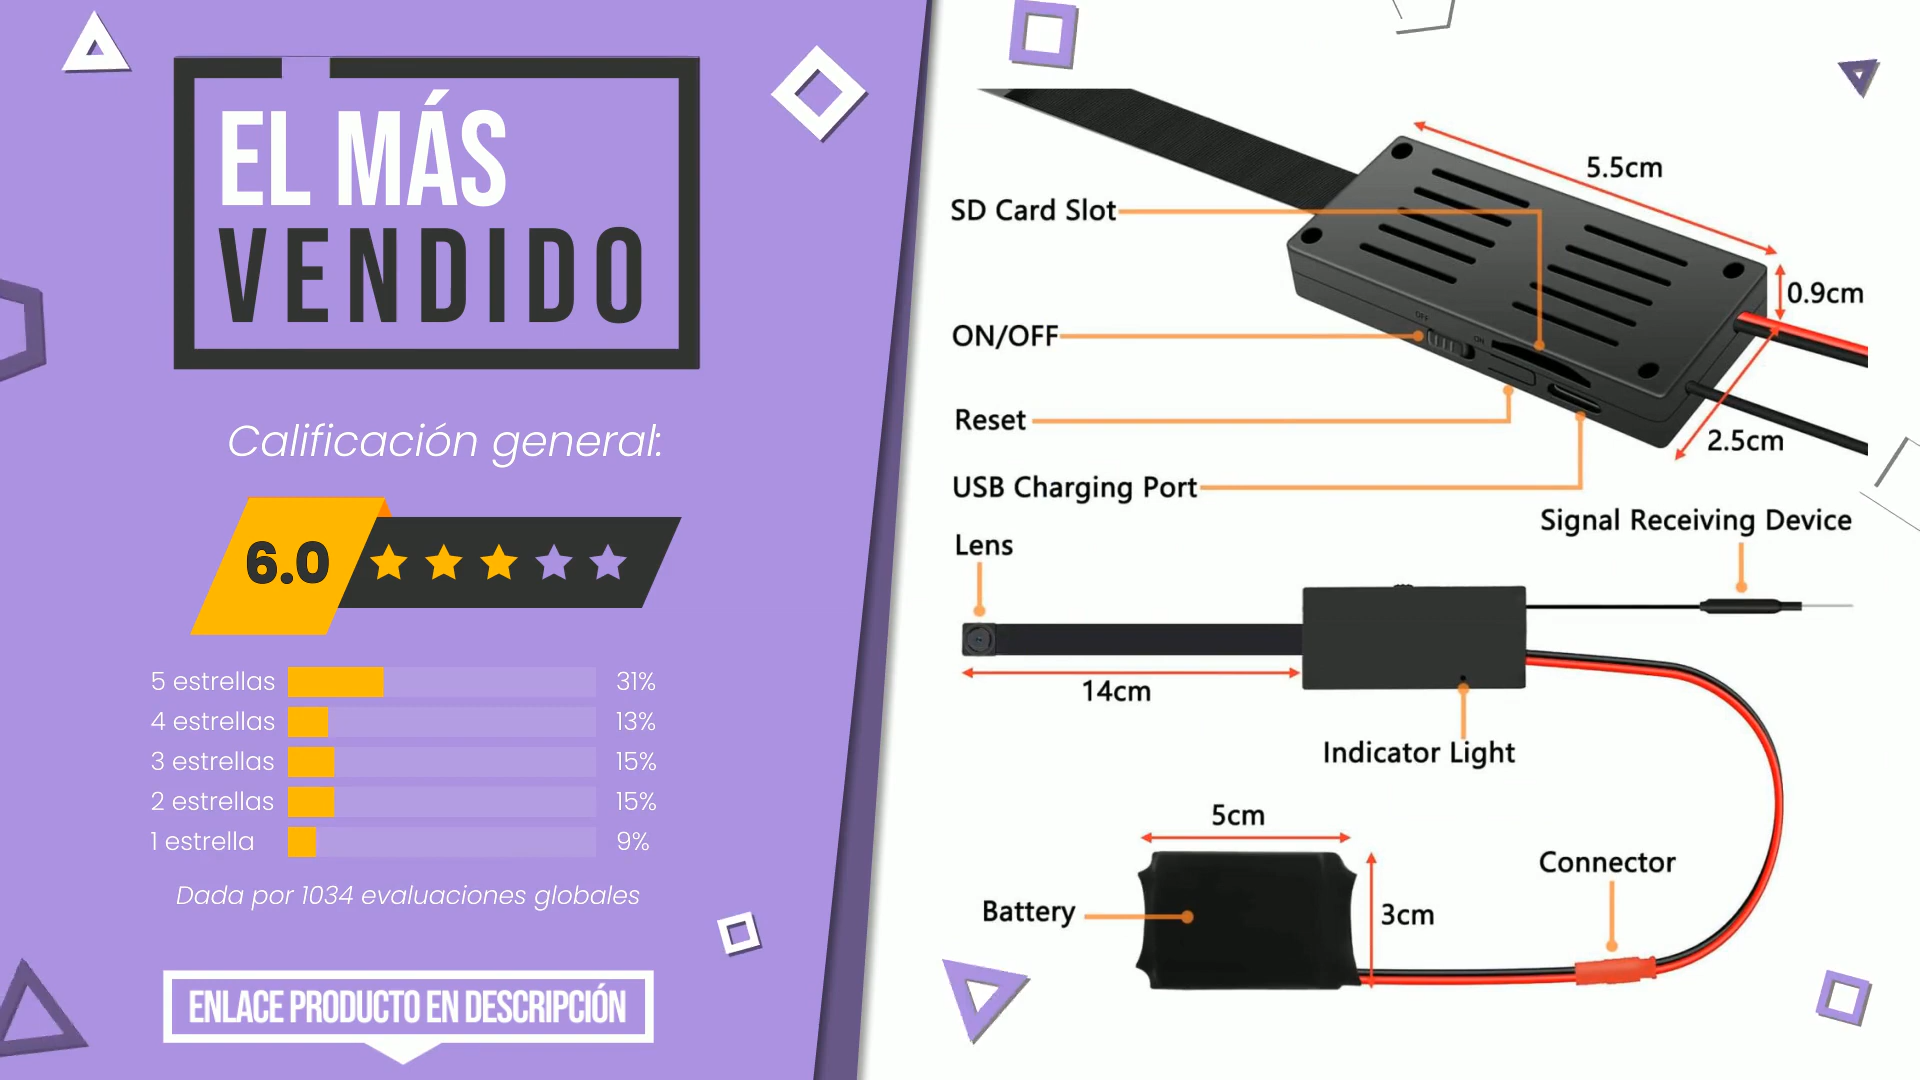 EL MÁS
VENDIDO
Calificación general:
6.0
5 estrellas 31%
4 estrellas 13%
3 estrellas 15%
2 estrellas 15%
1 estrella 9%
Dada por 1034 evaluaciones globales
ENLACE PRODUCTO EN DESCRIPCIÓN
5.5cm
SD Card Slot
0.9cm
OFF
ON
ON/OFF
Reset
2.5cm
USB Charging Port
Signal Receiving Device
Lens
14cm
Indicator Light
5cm
Connector
Battery
3cm